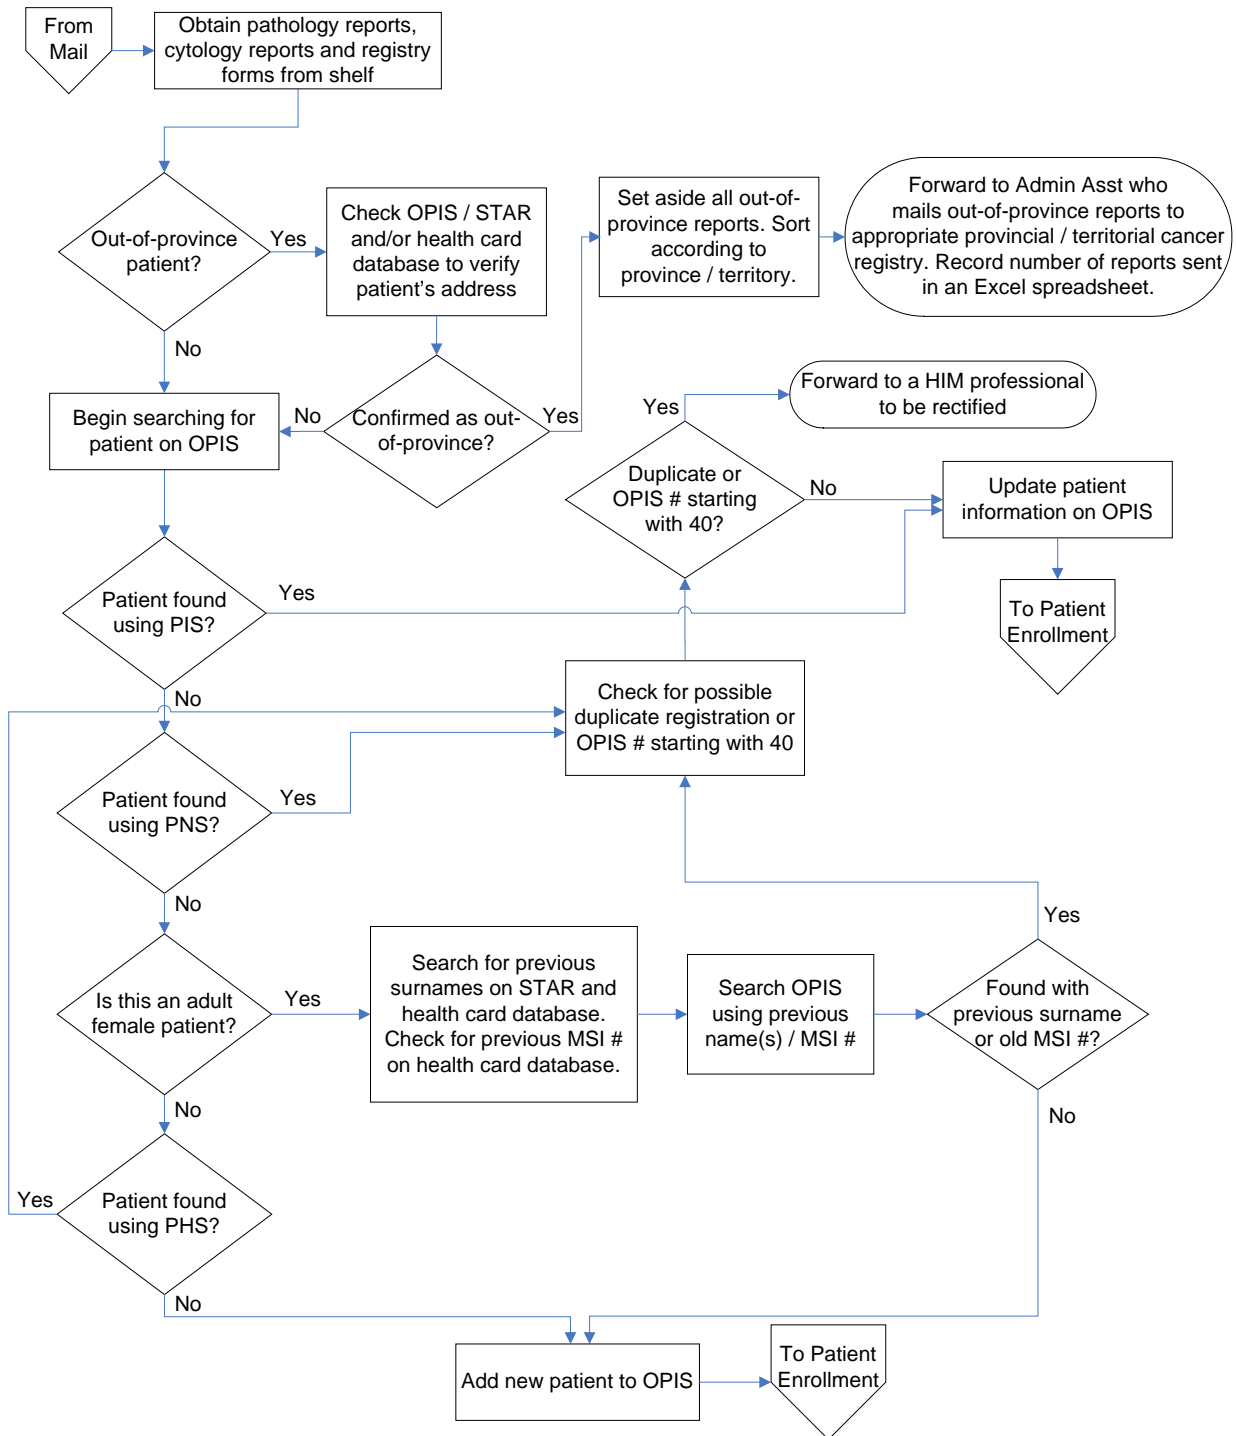 From
Mail
Obtain pathology reports,
cytology reports and registry
forms from shelf
Out-of-province
patient?
Yes
No
Check OPIS / STAR
and/or health card
database to verify
patient's address
Set aside all out-of-
province reports. Sort
according to
province / territory.
Forward to Admin Asst who
mails out-of-province reports to
appropriate provincial / territorial cancer
registry. Record number of reports sent
in an Excel spreadsheet.
Begin searching for
patient on OPIS
No
Confirmed as out-
of-province?
Yes
Yes
Forward to a HIM professional
to be rectified
Duplicate or
OPIS # starting
with 40?
No
Update patient
information on OPIS
To Patient
Enrollment
Patient found
using PIS?
Yes
No
Check for possible
duplicate registration or
OPIS # starting with 40
Patient found
using PNS?
Yes
No
Is this an adult
female patient?
Yes
No
Search for previous
surnames on STAR and
health card database.
Check for previous MSI #
on health card database.
Search OPIS
using previous
name(s) / MSI #
Yes
Found with
previous surname
or old MSI #?
No
Yes
Patient found
using PHS?
No
Add new patient to OPIS
To Patient
Enrollment